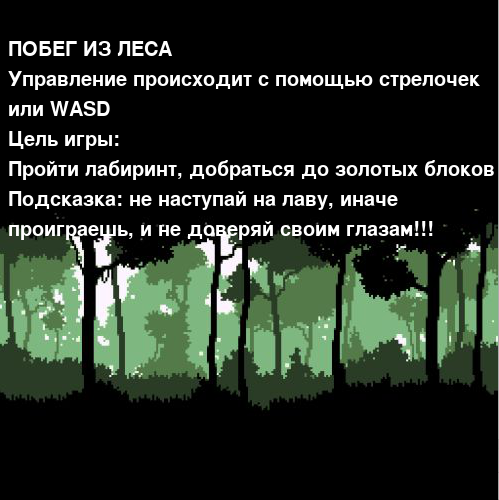 ПОБЕГ ИЗ ЛЕСА
Управление происходит с помощью стрелочек
или WASD
Цель игры:
Пройти лабиринт, добраться до золотых блоков
Подсказка: не наступай на лаву, иначе
проиграешь, и не доверяй своим глазам!!!